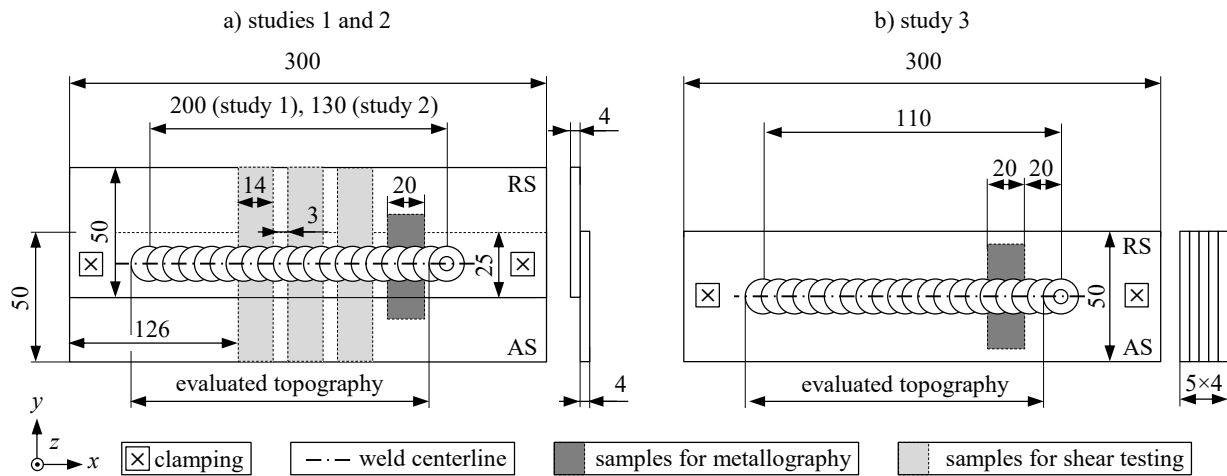 a) studies 1 and 2
b) study 3
300
300
200 (study 1), 130 (study 2)
110
4
14
20
RS
3
50
25
50
126
AS
evaluated topography
4
20 20
RS
50
AS
evaluated topography
5×4
y
z
x
clamping
weld centerline
samples for metallography
samples for shear testing